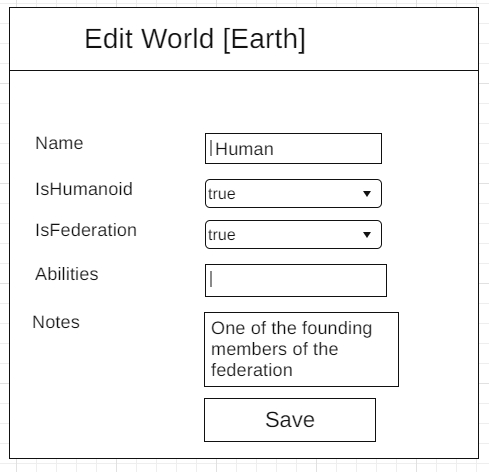 Edit World [Earth]
Name
Human
IsHumanoid
true
IsFederation
true
Abilities
Notes
One of the founding
members of the
federation
Save